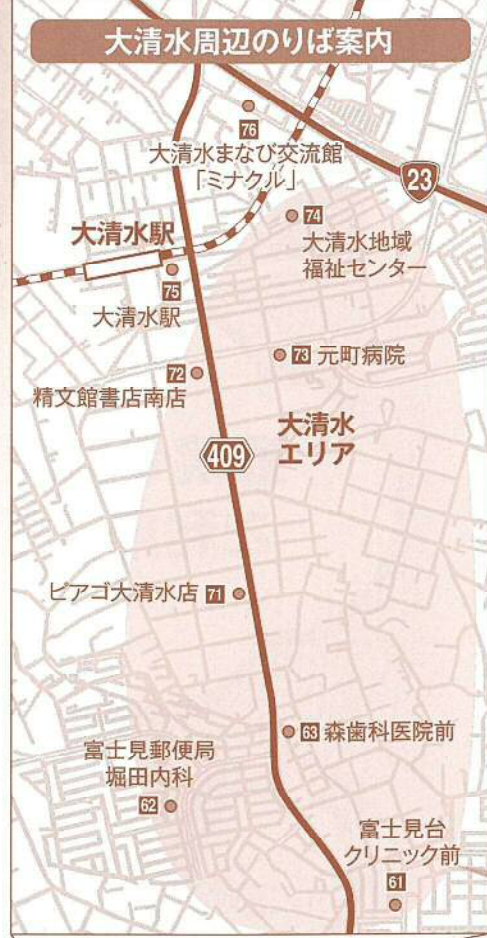 大清水周辺のりば案内
76
大清水まなび交流館
「ミナクル」
23
74
大清水地域
福祉センター
大清水駅
75
大清水駅
73 元町病院
72
精文館書店南店
大清水
エリア
409
ピアゴ大清水店 71
63 森歯科医院前
富士見郵便局
堀田内科
62
富士見台
クリニック前
61